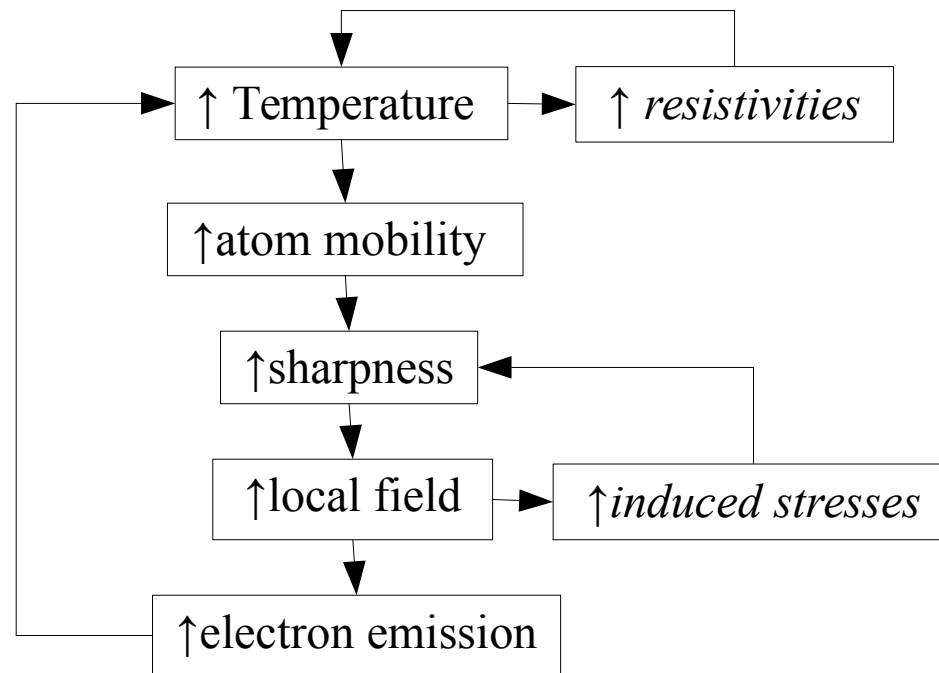 ↑ Temperature
↑ resistivities
↑atom mobility
↑sharpness
↑local field
↑induced stresses
↑electron emission